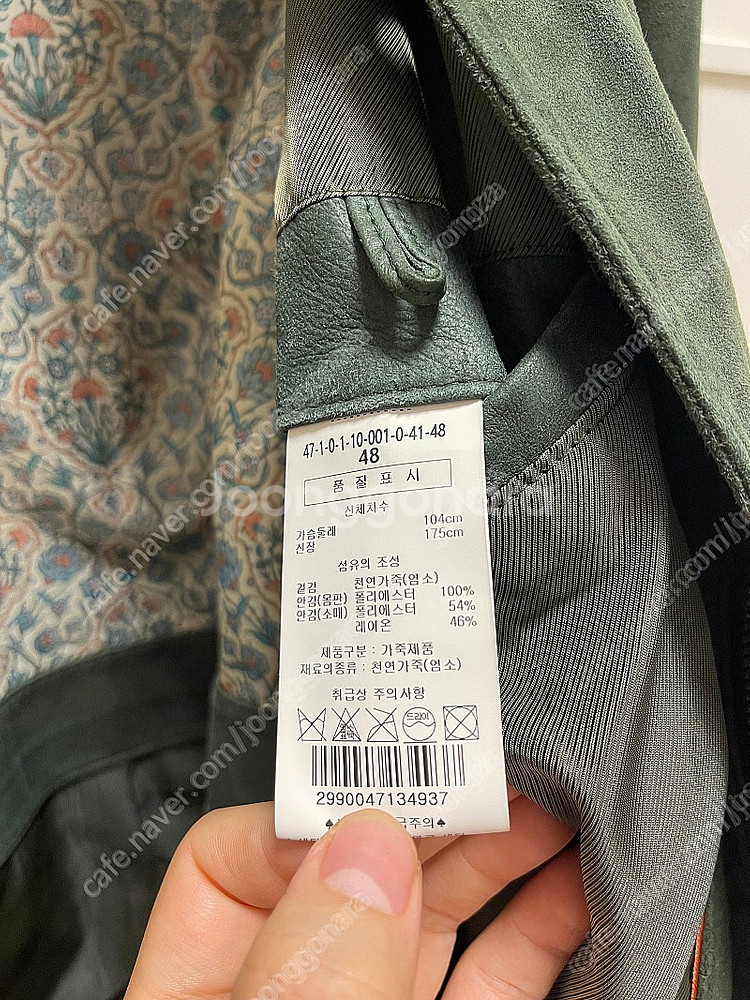 47-1-0-1-10-001-0-41-48
48
품 질 표 시
신체치수
가슴둘레 104cm
신장 175cm
섬유의 조성
겉감 천연가죽(염소)
안감(몸판) 폴리에스터 100%
안감(소매) 폴리에스터 54%
레이온 46%
제품구분 : 가죽제품
재료의종류 : 천연가죽(염소)
취급상 주의사항
표백
드라이
2990047134937
joonggonara
cafe.naver.com/joonggonara